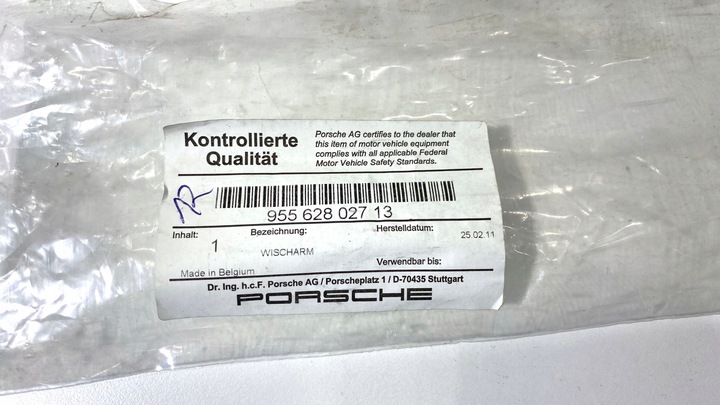 Kontrollierte
Qualität
Porsche AG certifies to the dealer that
this item of motor vehicle equipment
complies with all applicable Federal
Motor Vehicle Safety Standards.
955 628 027 13
Inhalt: Bezeichnung: Herstelldatum:
1 WISCHARM 25.02.11
Verwendbar bis:
Made in Belgium
Dr. Ing. h.c.F. Porsche AG / Porscheplatz 1 / D-70435 Stuttgart
PORSCHE